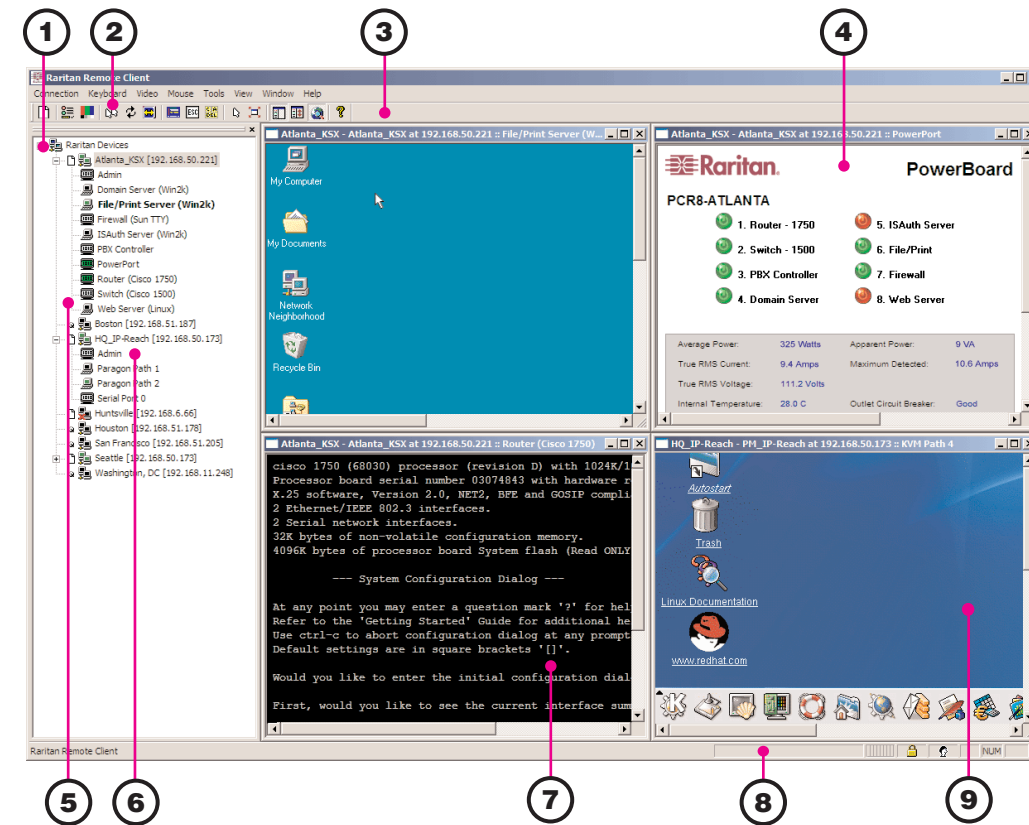 1
2
3
4
Raritan Remote Client
Connection Keyboard Video Mouse Tools View Window Help
ESC
Raritan Devices
Atlanta_KSX [192.168.50.221]
Admin
Domain Server (Win2k)
File/Print Server (Win2k)
Firewall (Sun TTY)
ISAuth Server (Win2k)
PBX Controller
PowerPort
Router (Cisco 1750)
Switch (Cisco 1500)
Web Server (Linux)
Boston [192.168.51.187]
HQ_IP-Reach [192.168.50.173]
Admin
Paragon Path 1
Paragon Path 2
Serial Port 0
Huntsville [192.168.6.66]
Houston [192.168.51.178]
San Francisco [192.168.51.205]
Seattle [192.168.50.173]
Washington, DC [192.168.11.248]
Atlanta_KSX - Atlanta_KSX at 192.168.50.221 :: File/Print Server (W...
My Computer
My Documents
Network
Neighborhood
Recycle Bin
Atlanta_KSX - Atlanta_KSX at 192.168.50.221 :: PowerPort
Raritan.
PowerBoard
PCR8-ATLANTA
1. Router - 1750
5. ISAuth Server
2. Switch - 1500
6. File/Print
3. PBX Controller
7. Firewall
4. Domain Server
8. Web Server
Average Power: 325 Watts Apparent Power: 9 VA
True RMS Current: 9.4 Amps Maximum Detected: 10.6 Amps
True RMS Voltage: 111.2 Volts
Internal Temperature: 28.0 C Outlet Circuit Breaker: Good
Atlanta_KSX - Atlanta_KSX at 192.168.50.221 :: Router (Cisco 1750)
cisco 1750 (68030) processor (revision D) with 1024K/1
Processor board serial number 03074843 with hardware r
X.25 software, Version 2.0, NET2, BFE and GOSIP compli
2 Ethernet/IEEE 802.3 interfaces.
2 Serial network interfaces.
32K bytes of non-volatile configuration memory.
4096K bytes of processor board System flash (Read ONLY
--- System Configuration Dialog ---
At any point you may enter a question mark '?' for hel
Refer to the 'Getting Started' Guide for additional he
Use ctrl-c to abort configuration dialog at any prompt
Default settings are in square brackets '[]'.
Would you like to enter the initial configuration dial
First, would you like to see the current interface sum
HQ_IP-Reach - PM_IP-Reach at 192.168.50.173 :: KVM Path 4
Autostart
Trash
Linux Documentation
www.redhat.com
Raritan Remote Client
NUM
5
6
7
8
9